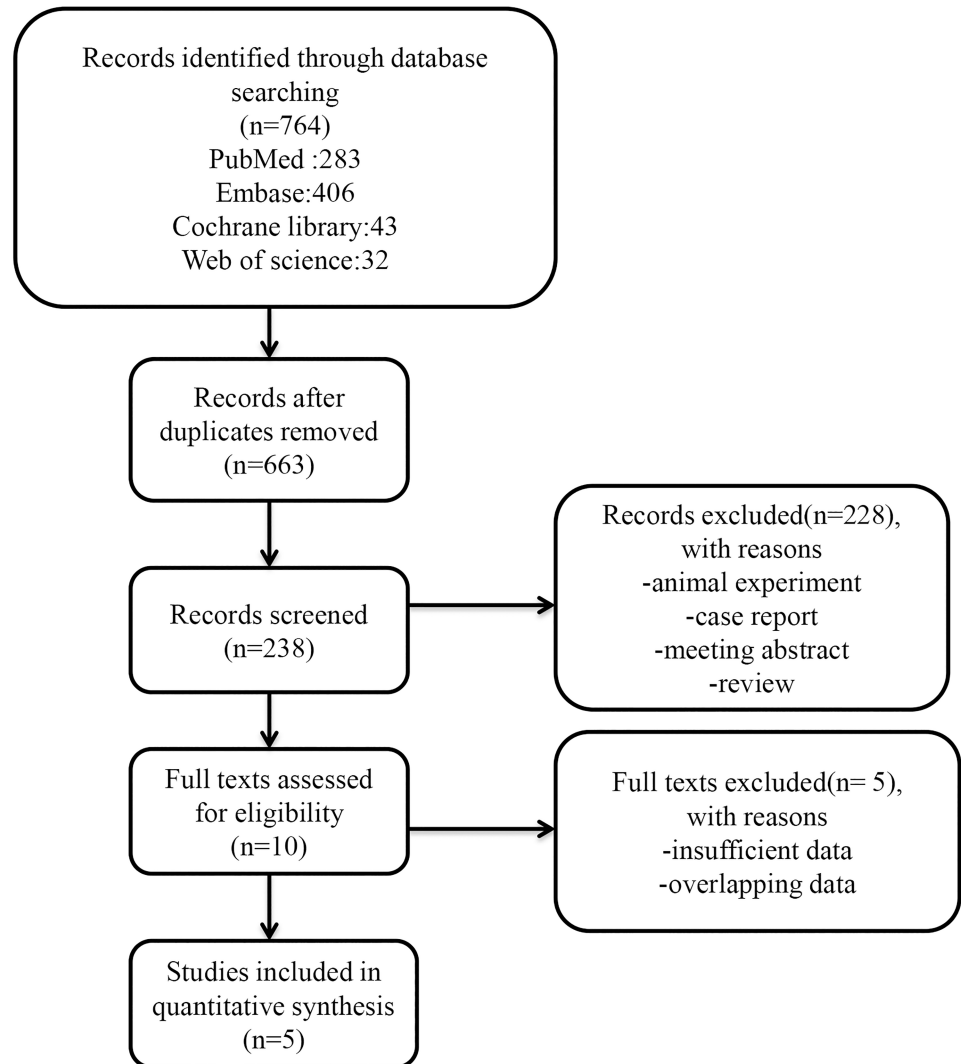 Records identified through database
searching
(n=764)
PubMed :283
Embase:406
Cochrane library:43
Web of science:32
Records after
duplicates removed
(n=663)
Records excluded(n=228),
with reasons
-animal experiment
-case report
-meeting abstract
-review
Records screened
(n=238)
Full texts assessed
for eligibility
(n=10)
Full texts excluded(n= 5),
with reasons
-insufficient data
-overlapping data
Studies included in
quantitative synthesis
(n=5)